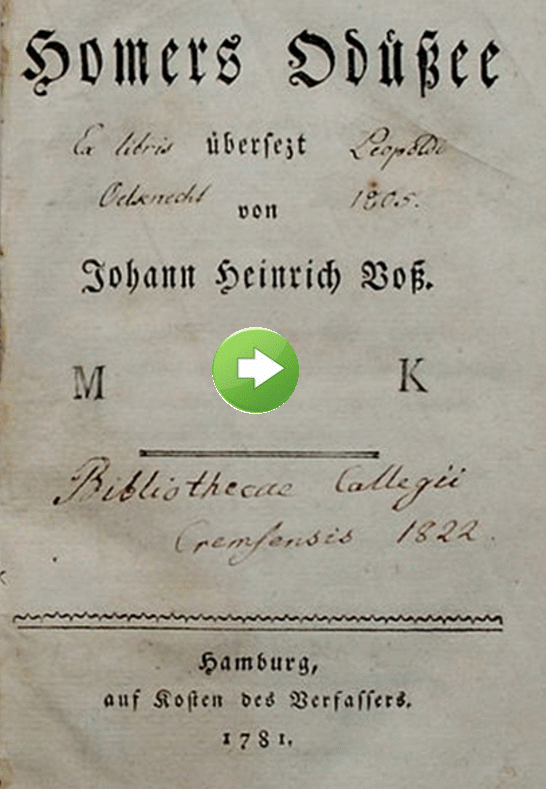 Homers Odüßee
Ex libris übersezt Leopoldi
Oelsknecht von 1805.
Johann Heinrich Voß.
M K
Bibliothecae Collegii
Cremsensis 1822.
Hamburg,
auf Kosten des Verfassers.
1781.